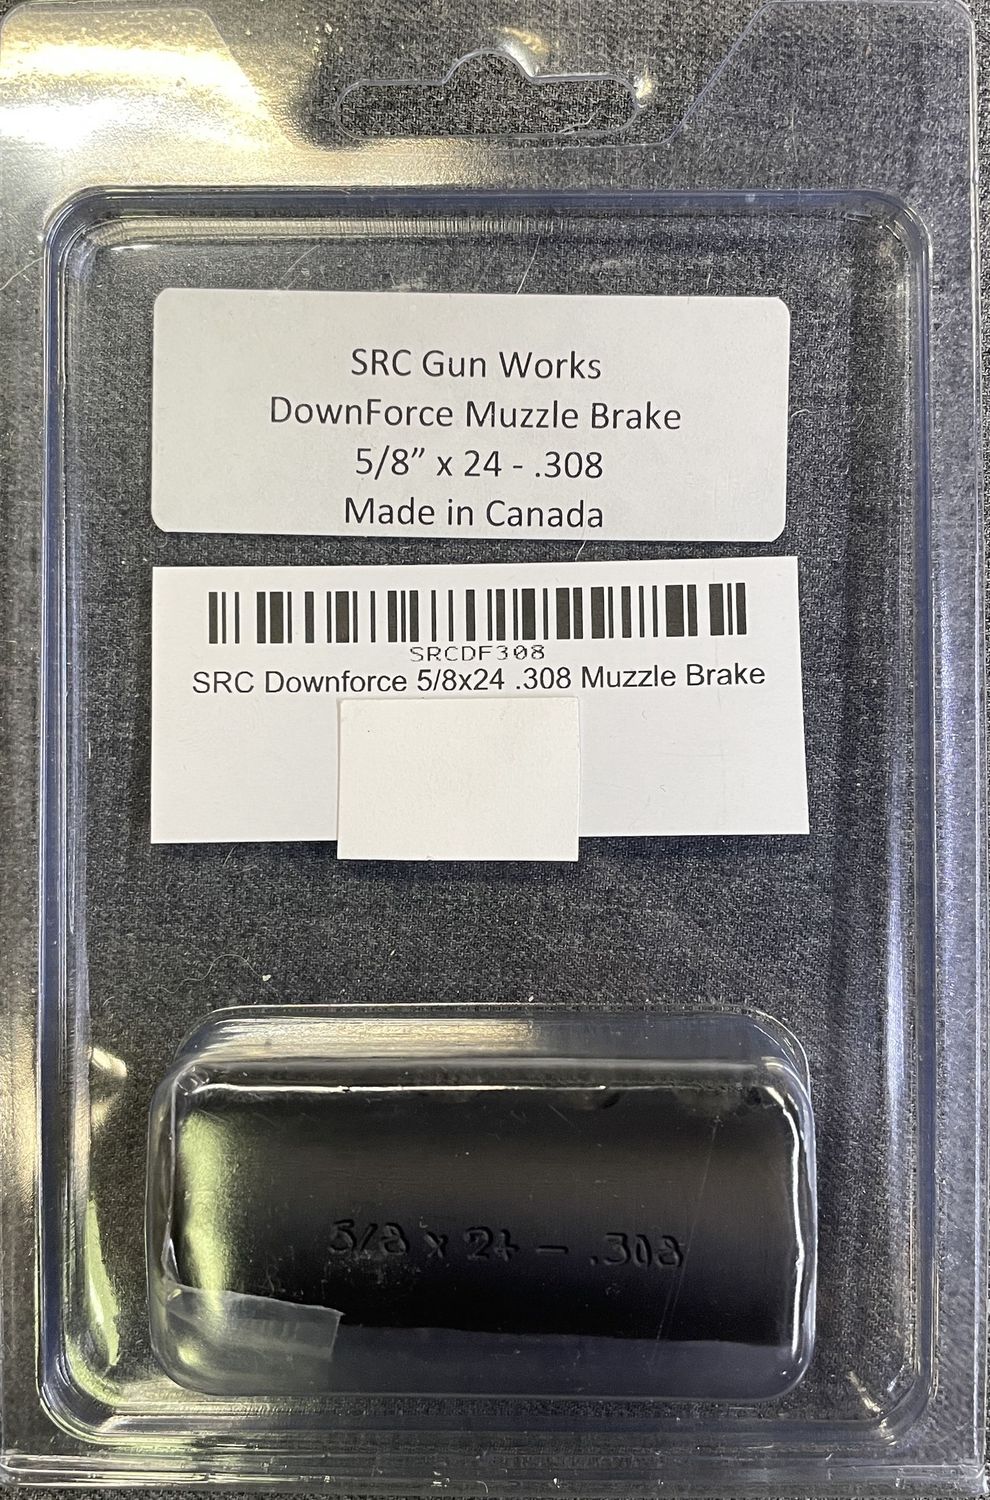 SRC Gun Works
DownForce Muzzle Brake
5/8” x 24 - .308
Made in Canada
SRCDF308
SRC Downforce 5/8x24 .308 Muzzle Brake
5/8 x 24 – .308